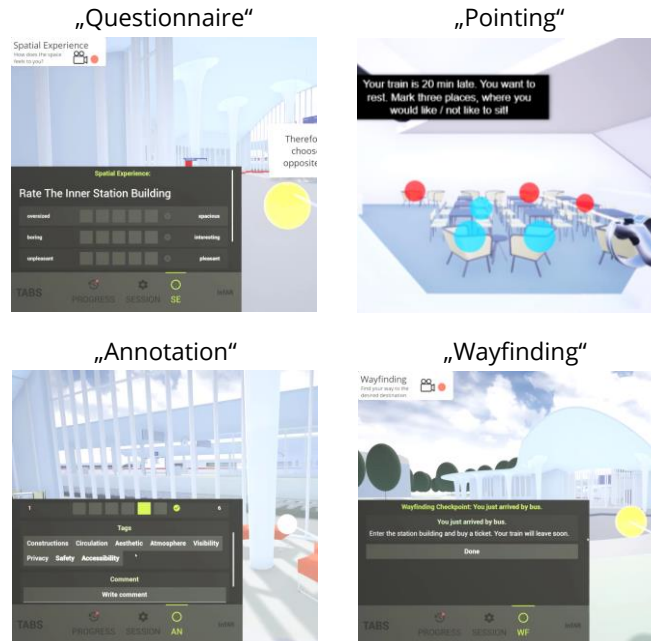 „Questionnaire“
Spatial Experience
How does the space
feels to you?
Therefo
choos
opposite
Spatial Experience:
Rate The Inner Station Building
oversized spacious
boring interesting
unpleasant pleasant
TABS PROGRESS SESSION SE
„Pointing“
Your train is 20 min late. You want to
rest. Mark three places, where you
would like / not like to sit!
„Annotation“
1 6
Tags
Constructions Circulation Aesthetic Atmosphere Visibility
Privacy Safety Accessibility
Comment
Write comment
TABS PROGRESS SESSION AN
„Wayfinding“
Wayfinding
Find your way to the
desired destination
Wayfinding Checkpoint: You just arrived by bus.
You just arrived by bus.
Enter the station building and buy a ticket. Your train will leave soon.
Done
TABS PROGRESS SESSION WF